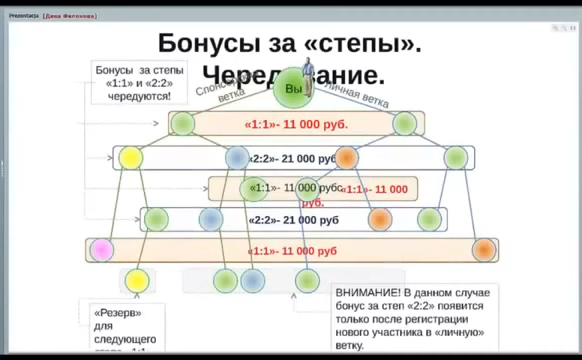 Prezentacja [Дина Филонова]
Бонусы за «степы».
Чередование.
Бонусы за степы
«1:1» и «2:2»
чередуются!
Спонсорская
ветка
Вы
Личная ветка
«1:1»- 11 000 руб.
«2:2»- 21 000 руб
«1:1»- 11 000 руб
«1:1»- 11 000
руб.
«2:2»- 21 000 руб
«1:1»- 11 000 руб
«Резерв»
для
следующего
ВНИМАНИЕ! В данном случае
бонус за степ «2:2» появится
только после регистрации
нового участника в «личную»
ветку.